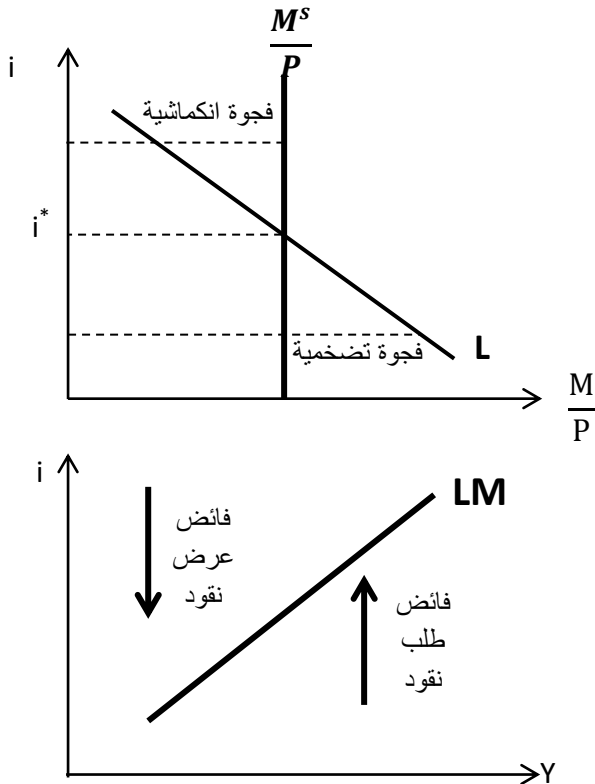 M^s
P
i
فجوة انكماشية
i*
فجوة تضخمية
L
M
P
i
LM
فائض
عرض
نقود
فائض
طلب
نقود
Y